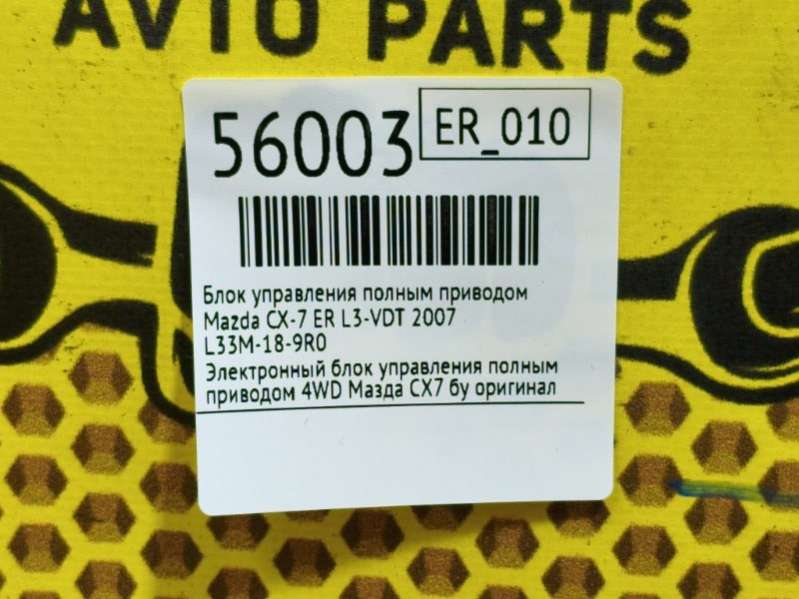 AVTO PARTS
56003
ER_010
Блок управления полным приводом
Mazda CX-7 ER L3-VDT 2007
L33M-18-9R0
Электронный блок управления полным
приводом 4WD Мазда СХ7 бу оригинал